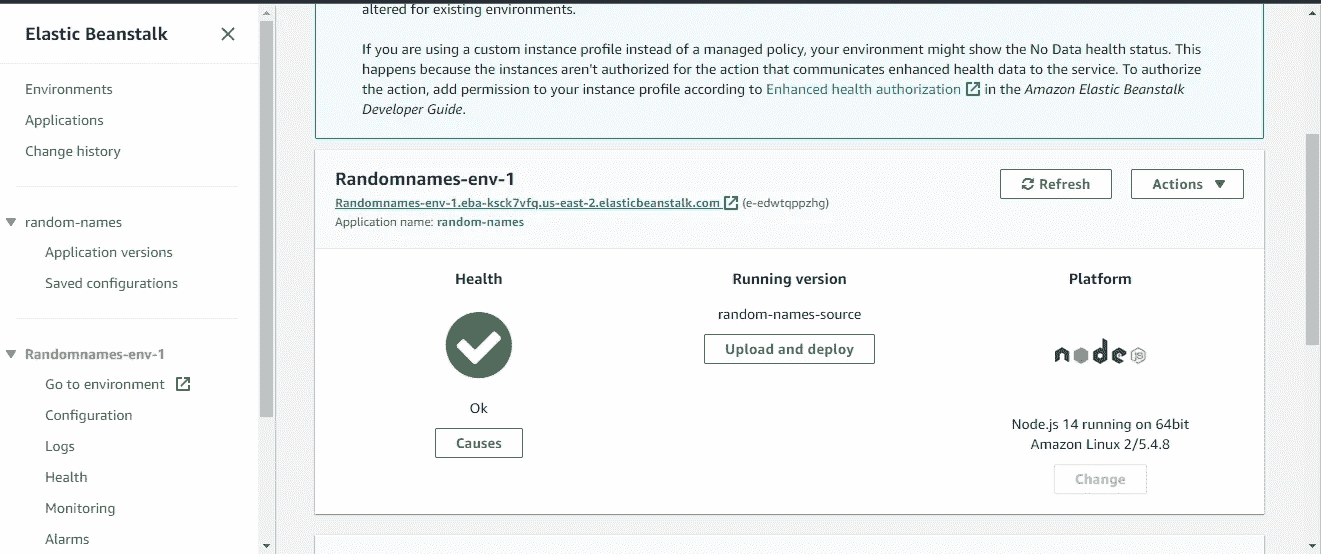 Elastic Beanstalk
Environments
Applications
Change history
random-names
Application versions
Saved configurations
Randomnames-env-1
Go to environment
Configuration
Logs
Health
Monitoring
Alarms
altered for existing environments.
If you are using a custom instance profile instead of a managed policy, your environment might show the No Data health status. This
happens because the instances aren't authorized for the action that communicates enhanced health data to the service. To authorize
the action, add permission to your instance profile according to Enhanced health authorization in the Amazon Elastic Beanstalk
Developer Guide.
Randomnames-env-1
Refresh
Actions
Randomnames-env-1.eba-ksck7vfq.us-east-2.elasticbeanstalk.com (e-edwtqppzhg)
Application name: random-names
Health
Ok
Causes
Running version
random-names-source
Upload and deploy
Platform
node JS
Node.js 14 running on 64bit
Amazon Linux 2/5.4.8
Change